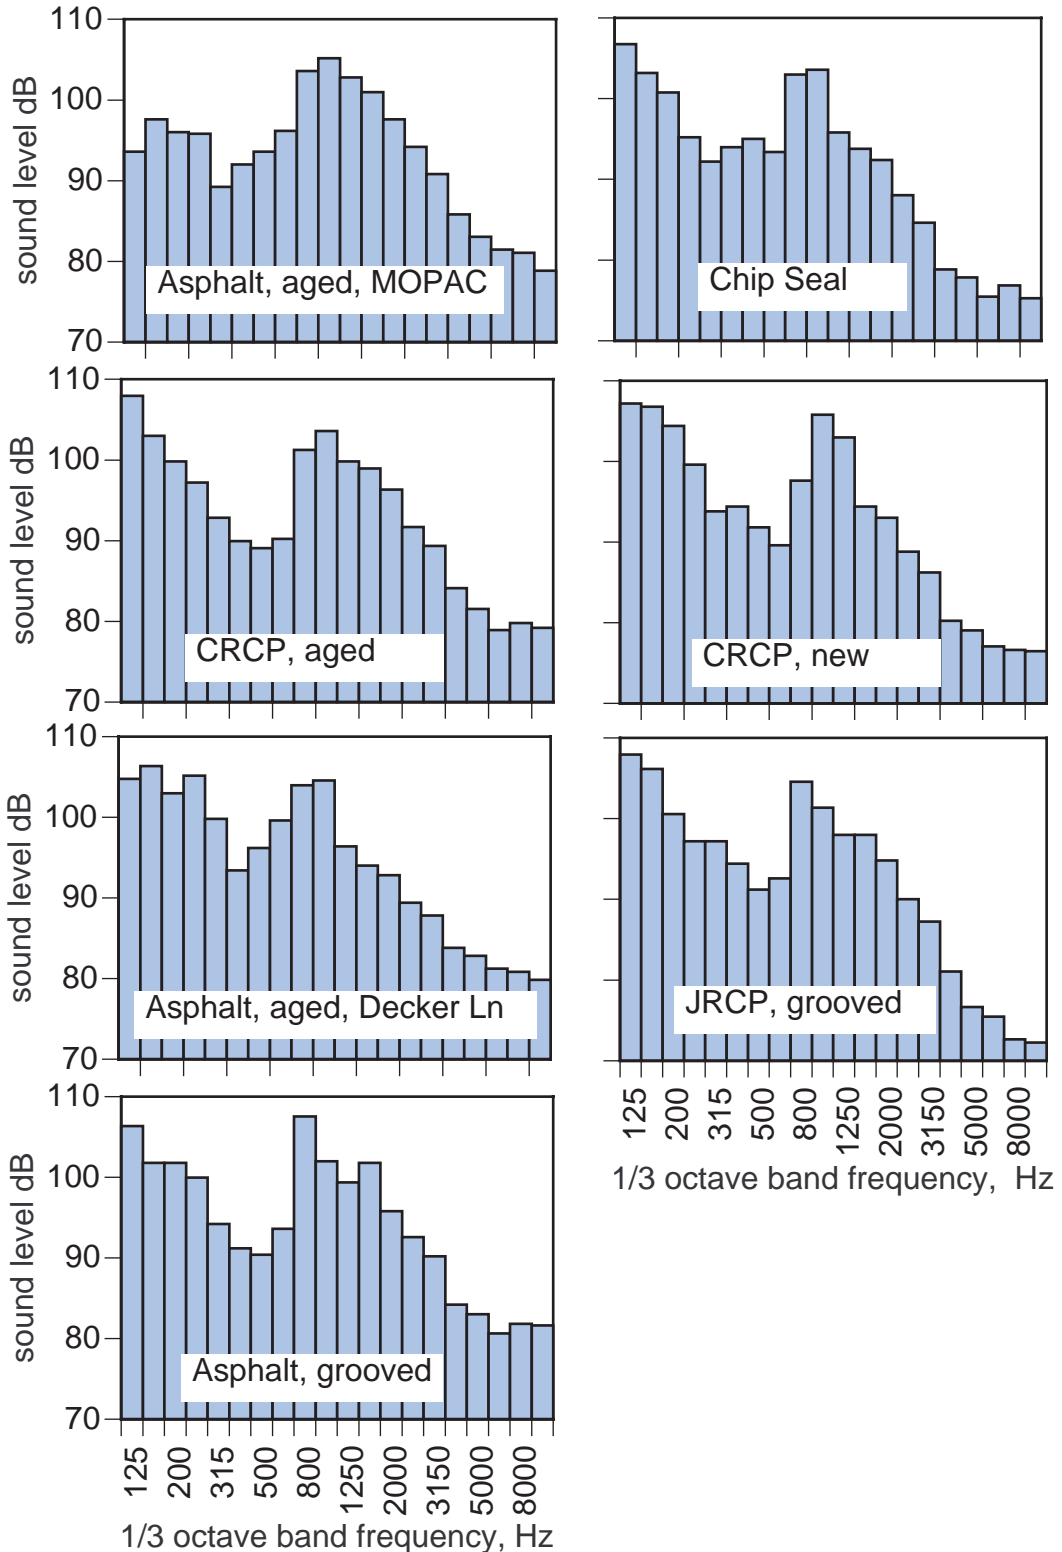 110
100
90
80
70
sound level dB
Asphalt, aged, MOPAC
Chip Seal
110
100
90
80
70
sound level dB
CRCP, aged
CRCP, new
110
100
90
80
70
sound level dB
Asphalt, aged, Decker Ln
JRCP, grooved
125 200 315 500 800 1250 2000 3150 5000 8000
1/3 octave band frequency, Hz
110
100
90
80
70
sound level dB
Asphalt, grooved
125 200 315 500 800 1250 2000 3150 5000 8000
1/3 octave band frequency, Hz